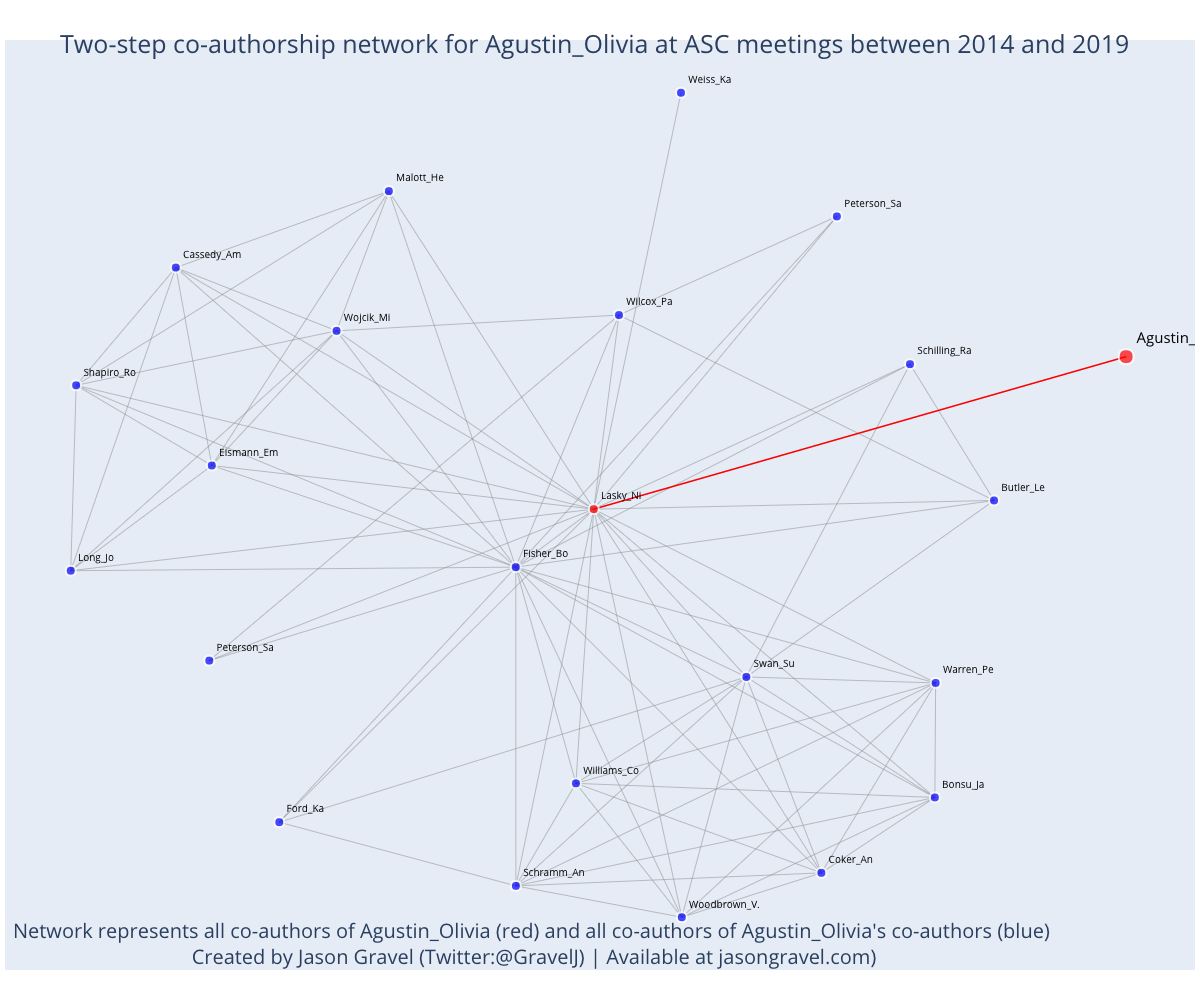 Two-step co-authorship network for Agustin_Olivia at ASC meetings between 2014 and 2019
Weiss_Ka
Malott_He
Peterson_Sa
Cassedy_Am
Wilcox_Pa
Wojcik_Mi
Agustin_
Schilling_Ra
Shapiro_Ro
Eismann_Em
Butler_Le
Lasky_Ni
Fisher_Bo
Long_Jo
Peterson_Sa
Swan_Su
Warren_Pe
Williams_Co
Bonsu_Ja
Ford_Ka
Coker_An
Schramm_An
Woodbrown_V.
Network represents all co-authors of Agustin_Olivia (red) and all co-authors of Agustin_Olivia's co-authors (blue)
Created by Jason Gravel (Twitter:@GravelJ) | Available at jasongravel.com)